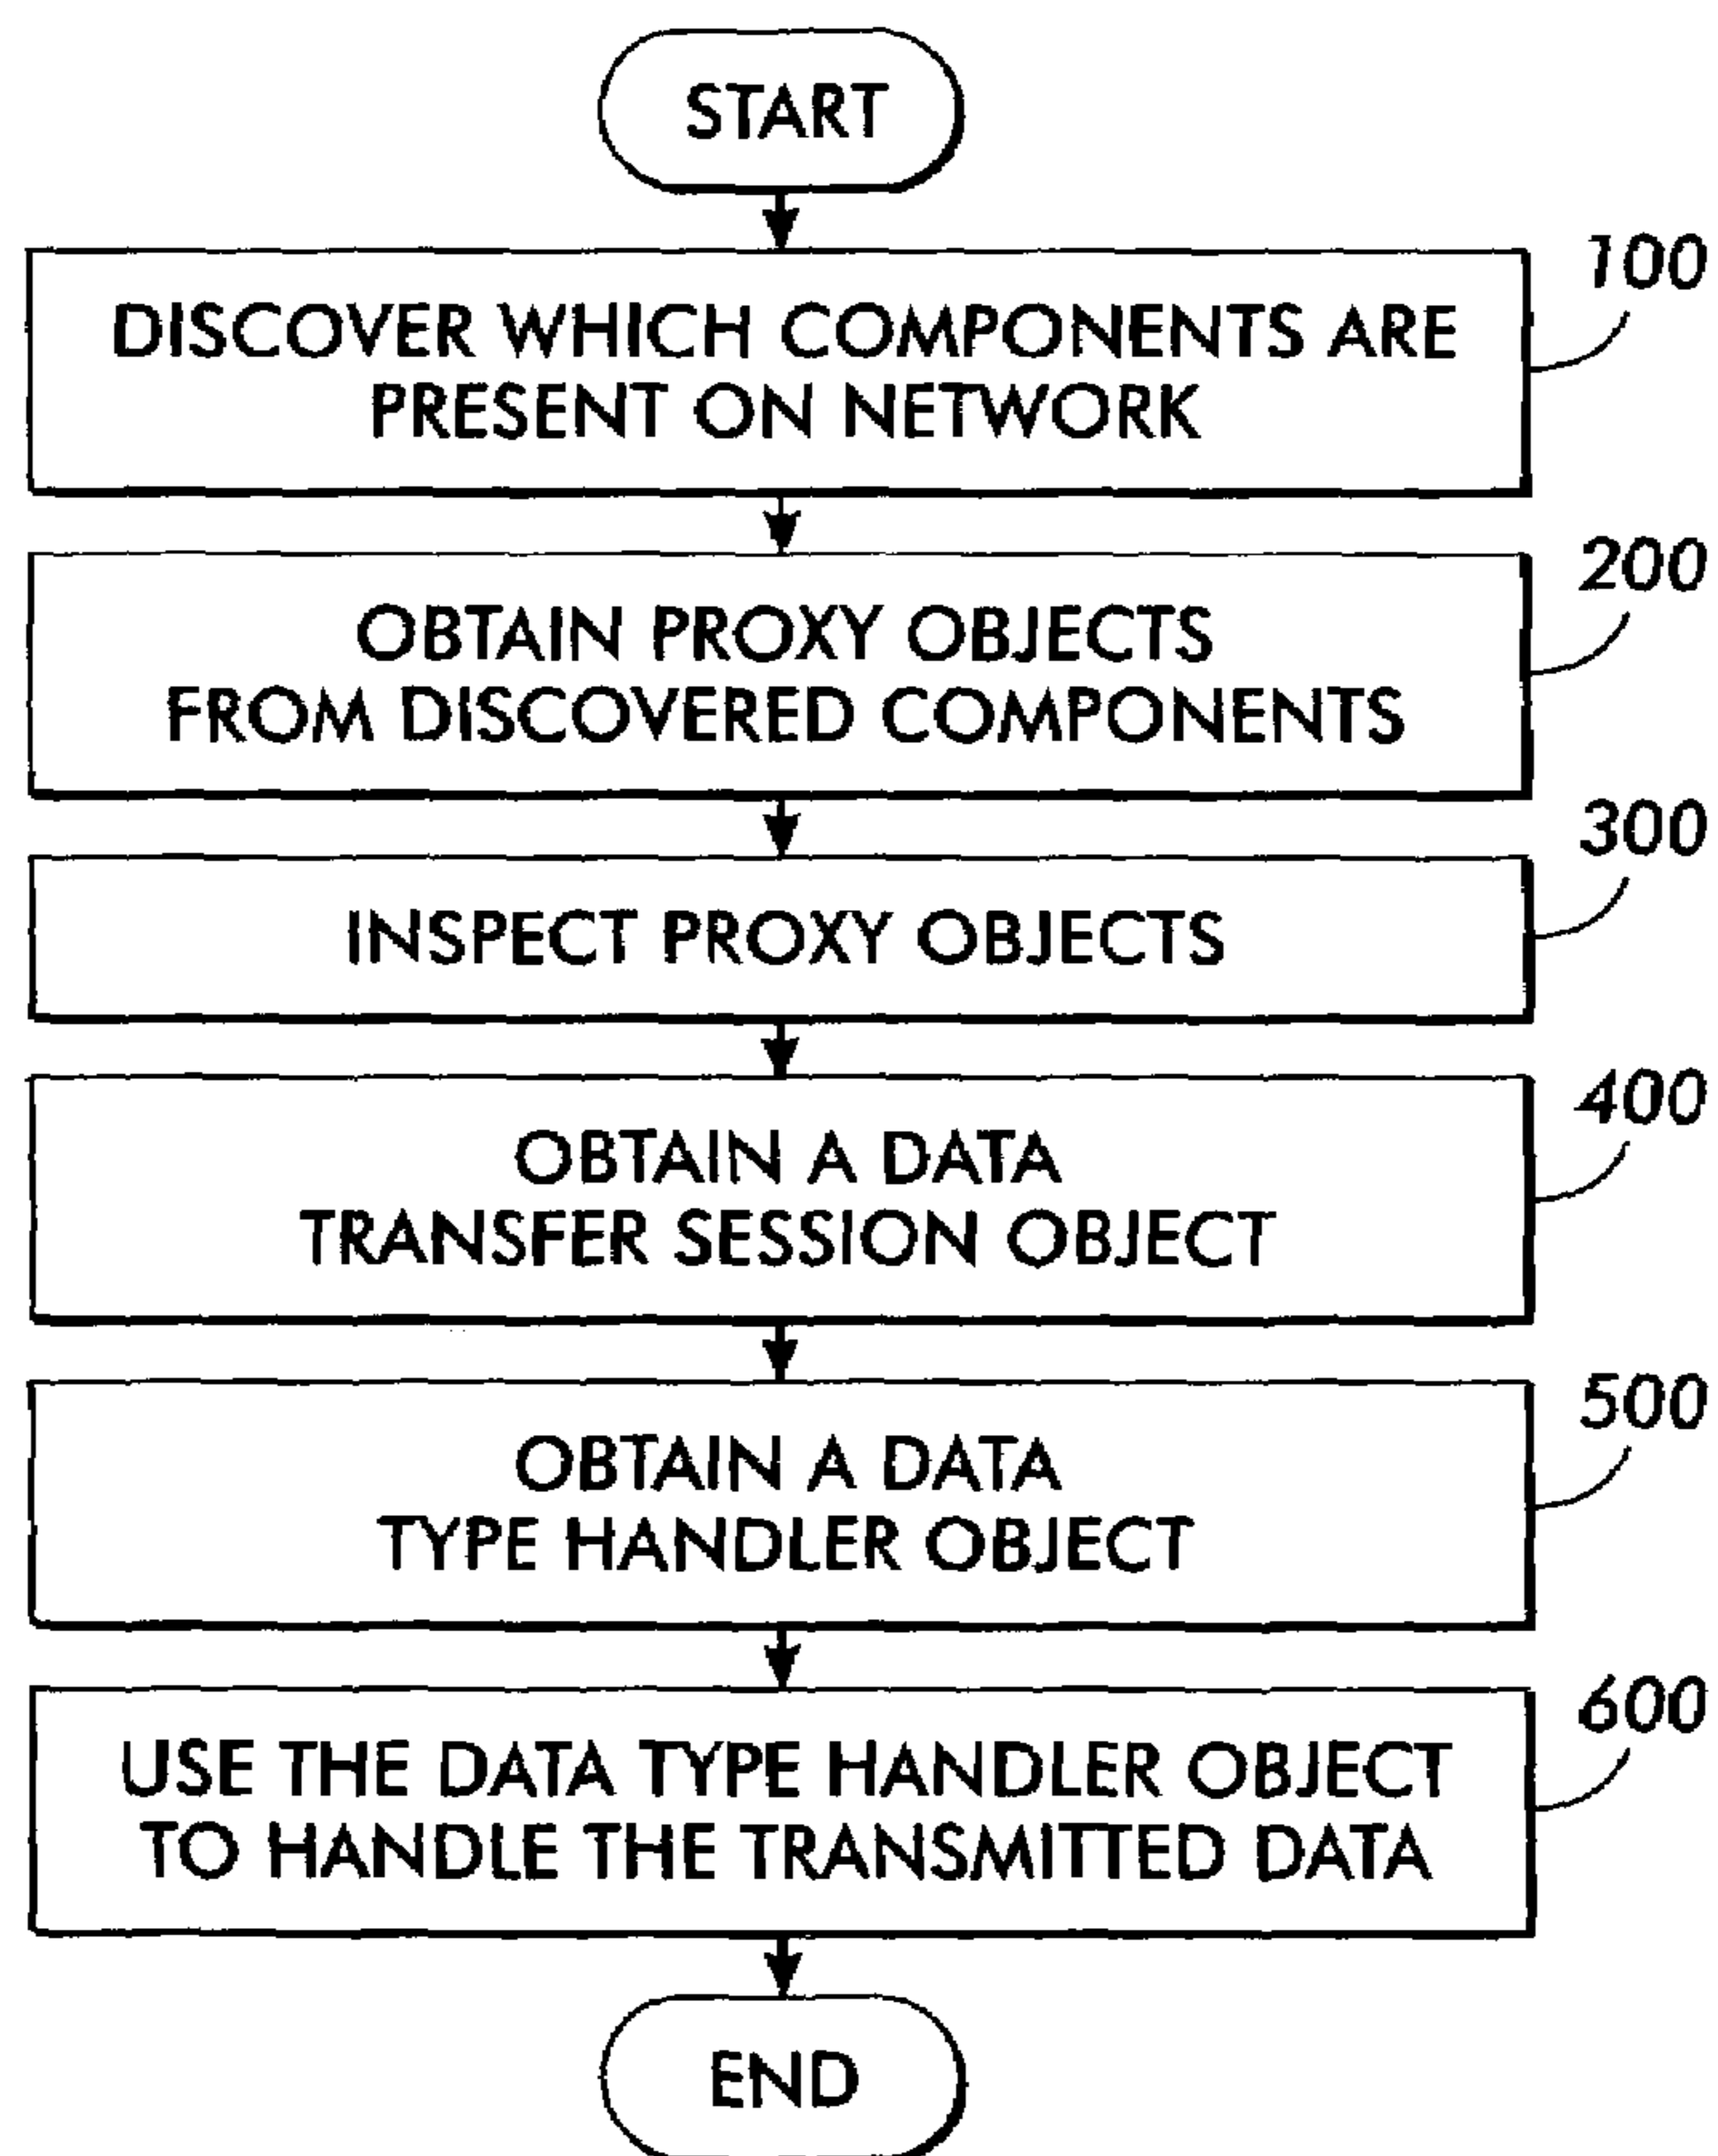 START
100
DISCOVER WHICH COMPONENTS ARE
PRESENT ON NETWORK
200
OBTAIN PROXY OBJECTS
FROM DISCOVERED COMPONENTS
300
INSPECT PROXY OBJECTS
400
OBTAIN A DATA
TRANSFER SESSION OBJECT
500
OBTAIN A DATA
TYPE HANDLER OBJECT
600
USE THE DATA TYPE HANDLER OBJECT
TO HANDLE THE TRANSMITTED DATA
END